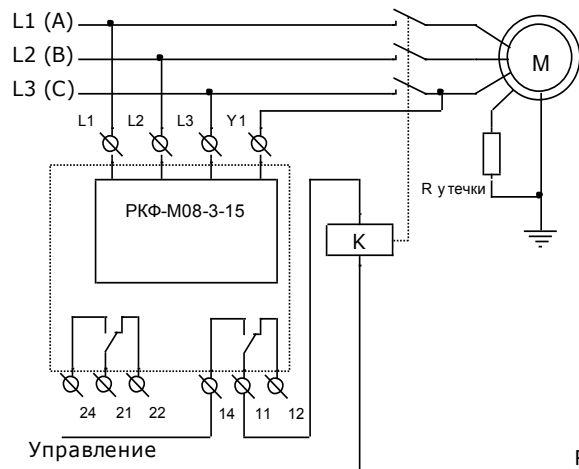 L1 (A)
L2 (B)
L3 (C)
M
L1 L2 L3 Y1
R утечки
РКФ-М08-3-15
K
24 21 22 14 11 12
Управление